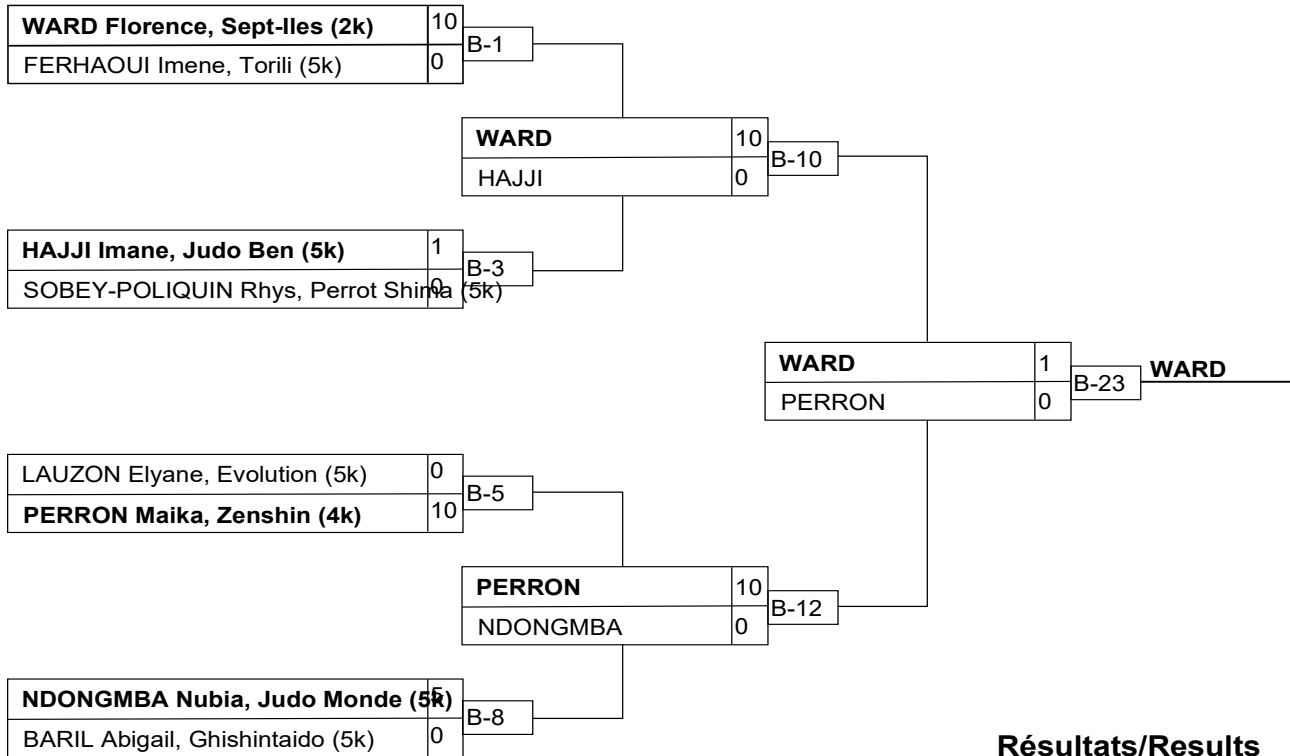 WARD Florence, Sept-Iles (2k) 10
B-1
FERHAOUI Imene, Torili (5k) 0
WARD 10
B-10
HAJJI 0
HAJJI Imane, Judo Ben (5k) 1
B-3
SOBEY-POLIQUIN Rhys, Perrot Shima (5k) 0
WARD 1
B-23 WARD
PERRON 0
LAUZON Elyane, Evolution (5k) 0
B-5
PERRON Maika, Zenshin (4k) 10
PERRON 10
B-12
NDONGMBA 0
NDONGMBA Nubia, Judo Monde (5k) 5
B-8
BARIL Abigail, Ghishintaido (5k) 0
Résultats/Results